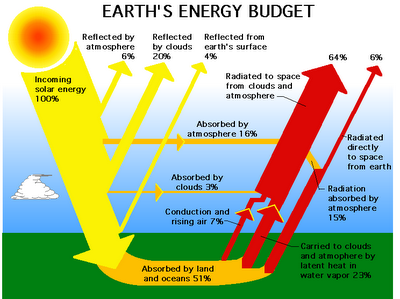 EARTH'S ENERGY BUDGET
Reflected by
atmosphere
6%
Reflected
by clouds
20%
Reflected from
earth's surface
4%
64%
6%
Incoming
solar energy
100%
Radiated to space
from clouds and
atmosphere
Absorbed by
atmosphere 16%
Radiated
directly
to space
from earth
Absorbed by
clouds 3%
Radiation
absorbed by
atmosphere
15%
Conduction and
rising air 7%
Carried to clouds
and atmophere by
latent heat in
water vapor 23%
Absorbed by land
and oceans 51%